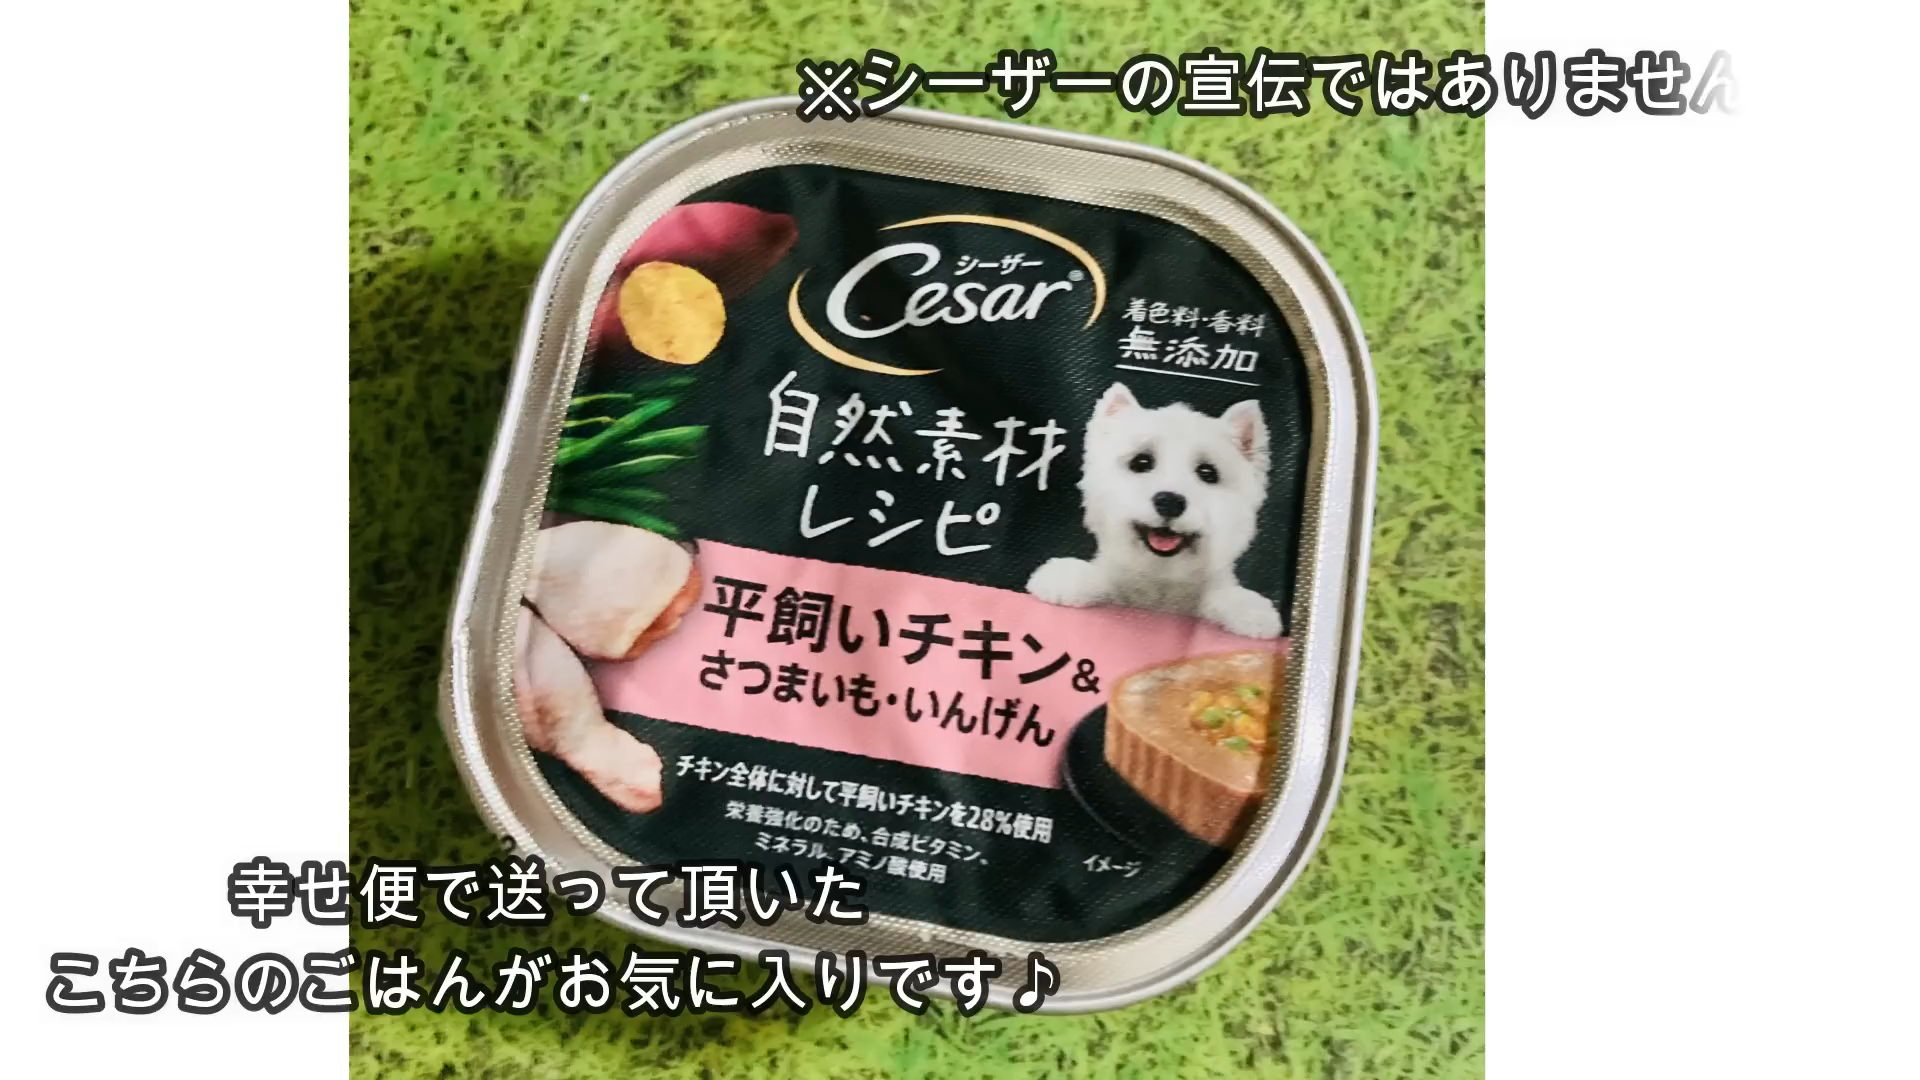 ※シーザーの宣伝ではありません
シーザー
Cesar®
着色料・香料
無添加
自然素材
レシピ
平飼いチキン&
さつまいも・いんげん
チキン全体に対して平飼いチキンを28%使用
栄養強化のため、合成ビタミン、
ミネラル、アミノ酸使用
イメージ
幸せ便で送って頂いた
こちらのごはんがお気に入りです♪